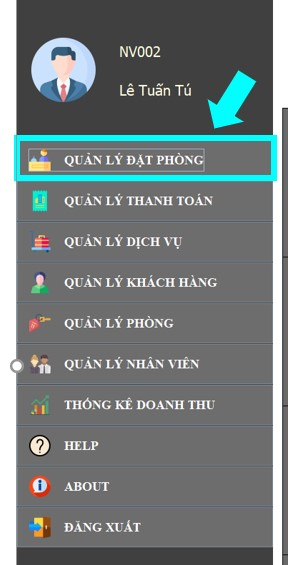 NV002
Lê Tuấn Tú
QUẢN LÝ ĐẶT PHÒNG
QUẢN LÝ THANH TOÁN
QUẢN LÝ DỊCH VỤ
QUẢN LÝ KHÁCH HÀNG
QUẢN LÝ PHÒNG
QUẢN LÝ NHÂN VIÊN
THỐNG KÊ DOANH THU
HELP
ABOUT
ĐĂNG XUẤT